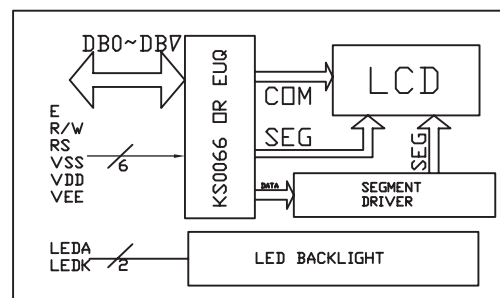 DB0~DB7
E
R/W
RS
VSS
VDD
VEE
6
KS0066 OR EUQ
COM
SEG
DATA
LCD
SEG
SEGMENT
DRIVER
LEDA
LEDK
2
LED BACKLIGHT